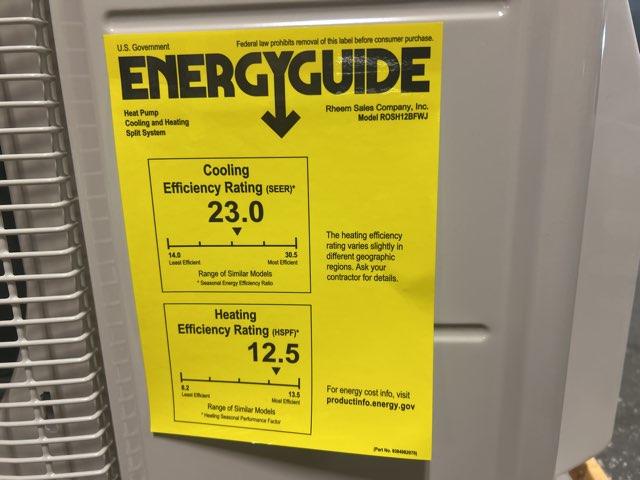 U.S. Government
Federal law prohibits removal of this label before consumer purchase.
ENERGYGUIDE
Heat Pump
Cooling and Heating
Split System
Rheem Sales Company, Inc.
Model ROSH12BFWJ
Cooling
Efficiency Rating (SEER)*
23.0
14.0
30.5
Least Efficient
Most Efficient
Range of Similar Models
* Seasonal Energy Efficiency Ratio
The heating efficiency
rating varies slightly in
different geographic
regions. Ask your
contractor for details.
Heating
Efficiency Rating (HSPF)*
12.5
8.2
13.5
Least Efficient
Most Efficient
Range of Similar Models
* Heating Seasonal Performance Factor
For energy cost info, visit
productinfo.energy.gov